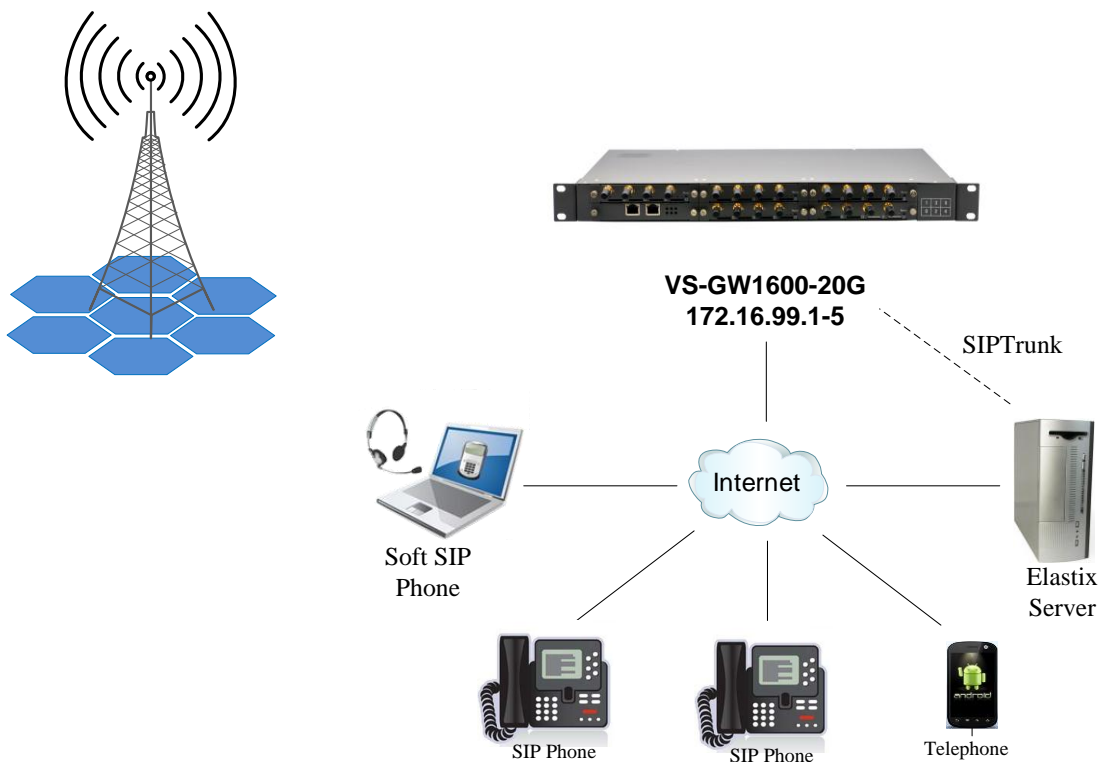 VS-GW1600-20G
172.16.99.1-5
SIPTrunk
Internet
Soft SIP
Phone
Elastix
Server
android
SIP Phone
SIP Phone
Telephone